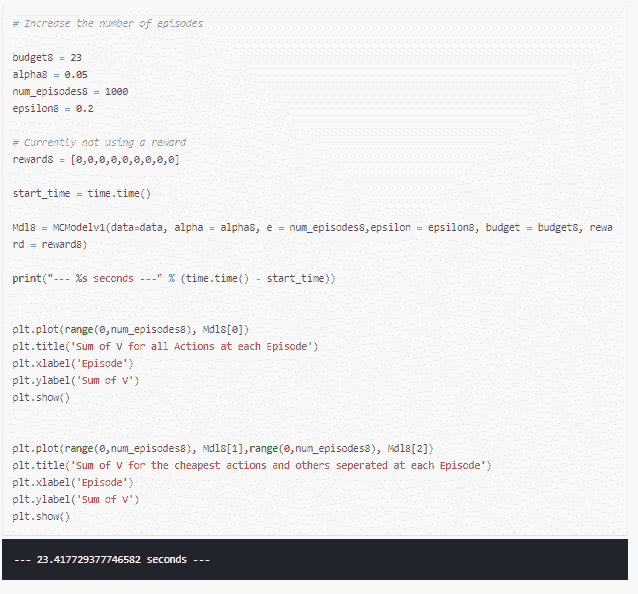 # Increase the number of episodes
budget8 = 23
alpha8 = 0.05
num_episodes8 = 1000
epsilon8 = 0.2
# Currently not using a reward
reward8 = [0,0,0,0,0,0,0,0,0]
start_time = time.time()
Mdl8 = MCModelv1(data=data, alpha = alpha8, e = num_episodes8,epsilon = epsilon8, budget = budget8, rewa
rd = reward8)
print("--- %s seconds ---" % (time.time() - start_time))
plt.plot(range(0,num_episodes8), Mdl8[0])
plt.title('Sum of V for all Actions at each Episode')
plt.xlabel('Episode')
plt.ylabel('Sum of V')
plt.show()
plt.plot(range(0,num_episodes8), Mdl8[1],range(0,num_episodes8), Mdl8[2])
plt.title('Sum of V for the cheapest actions and others seperated at each Episode')
plt.xlabel('Episode')
plt.ylabel('Sum of V')
plt.show()
--- 23.417729377746582 seconds ---